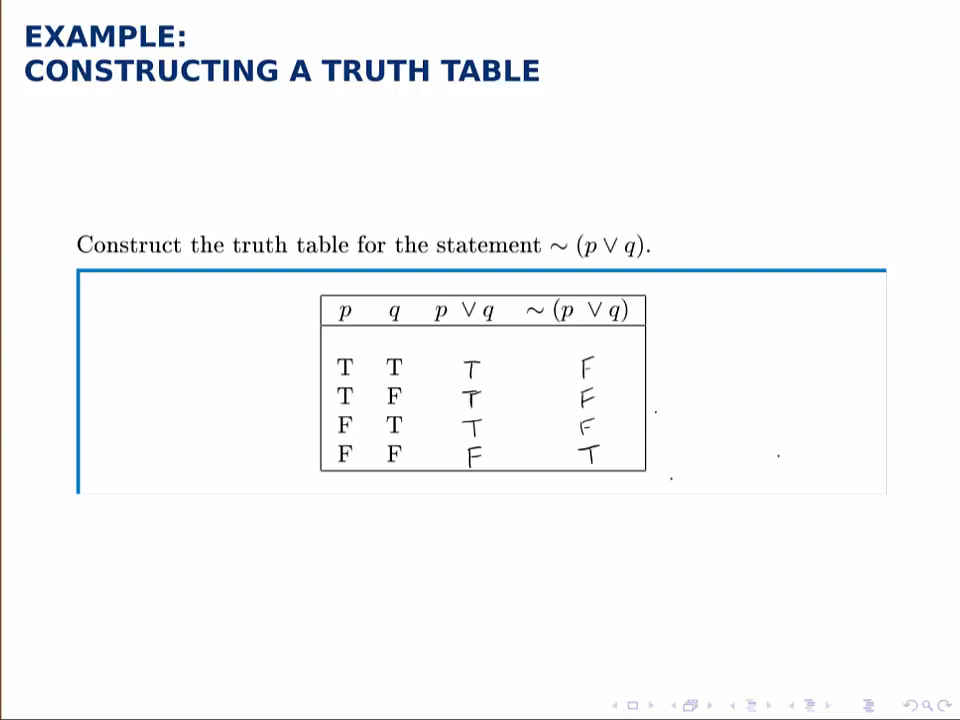 EXAMPLE:
CONSTRUCTING A TRUTH TABLE
Construct the truth table for the statement ∼ (p ∨ q).
p q p ∨ q ∼ (p ∨ q)
T T T F
T F T F
F T T F
F F F T